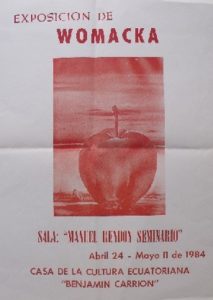 EXPOSICION DE
WOMACKA
SALA: "MANUEL RENDON SEMINARIO"
Abril 24 - Mayo 11 de 1984
CASA DE LA CULTURA ECUATORIANA
"BENJAMIN CARRION"